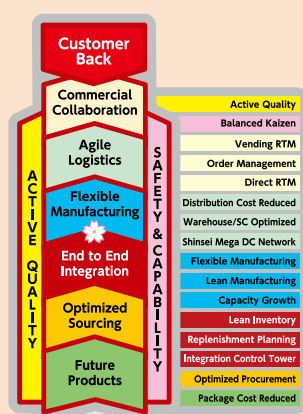 Customer
Back
Commercial
Collaboration
Agile
Logistics
Flexible
Manufacturing
End to End
Integration
Optimized
Sourcing
Future
Products
ACTIVE QUALITY
SAFETY & CAPABILITY
Active Quality
Balanced Kaizen
Vending RTM
Order Management
Direct RTM
Distribution Cost Reduced
Warehouse/SC Optimized
Shinsei Mega DC Network
Flexible Manufacturing
Lean Manufacturing
Capacity Growth
Lean Inventory
Replenishment Planning
Integration Control Tower
Optimized Procurement
Package Cost Reduced